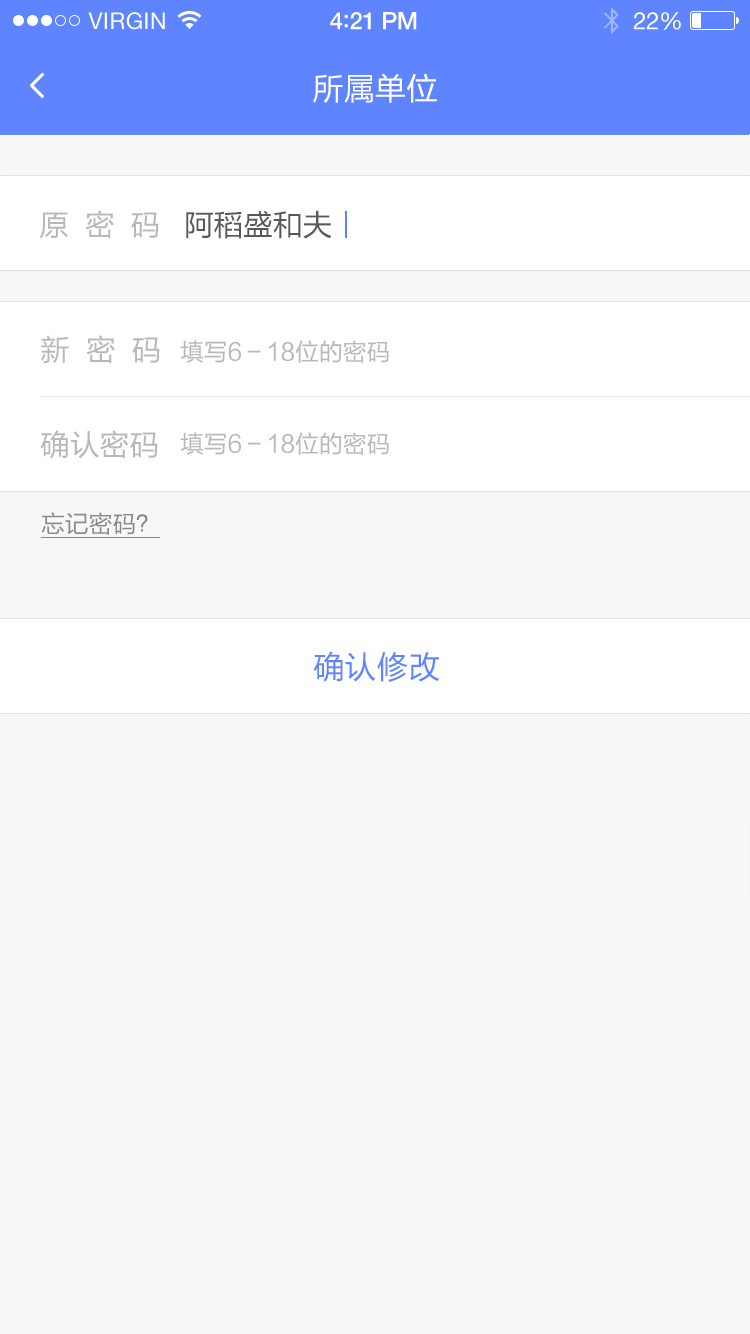 VIRGIN 4:21 PM 22%
所属单位
原 密 码 阿稻盛和夫
新 密 码 填写6－18位的密码
确认密码 填写6－18位的密码
忘记密码?
确认修改